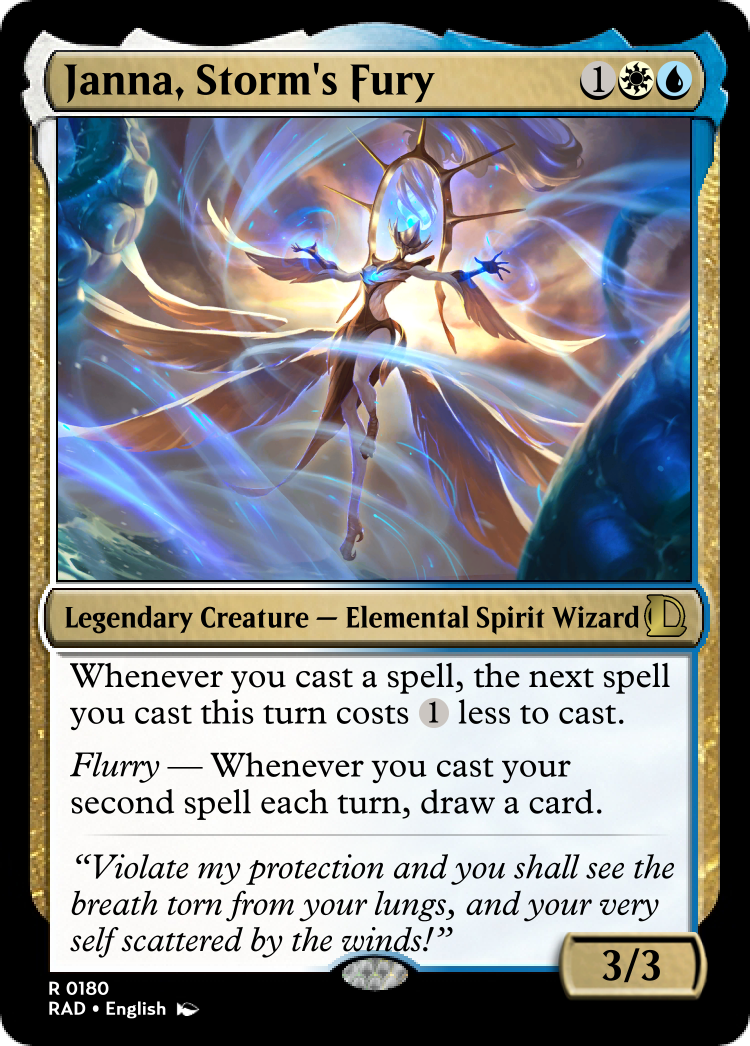 Janna, Storm's Fury
1
Legendary Creature — Elemental Spirit Wizard
Whenever you cast a spell, the next spell
you cast this turn costs 1 less to cast.
Flurry — Whenever you cast your
second spell each turn, draw a card.
“Violate my protection and you shall see the
breath torn from your lungs, and your very
self scattered by the winds!”
3/3
R 0180
RAD • English